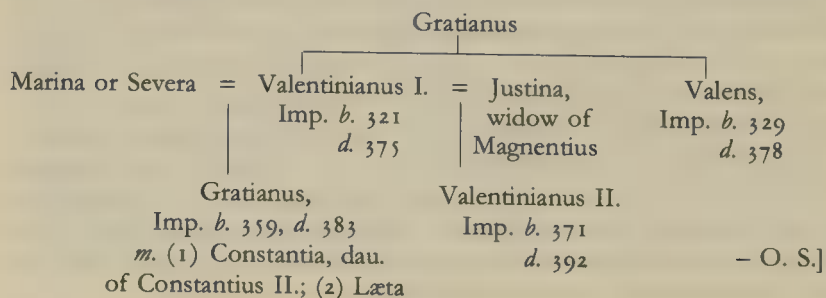 Gratianus
Marina or Severa = Valentinianus I. = Justina, Valens,
Imp. b. 321 widow of Imp. b. 329
d. 375 Magnentius d. 378
Gratianus, Valentinianus II.
Imp. b. 359, d. 383 Imp. b. 371
m. (1) Constantia, dau. d. 392 – O. S.]
of Constantius II.; (2) Læta